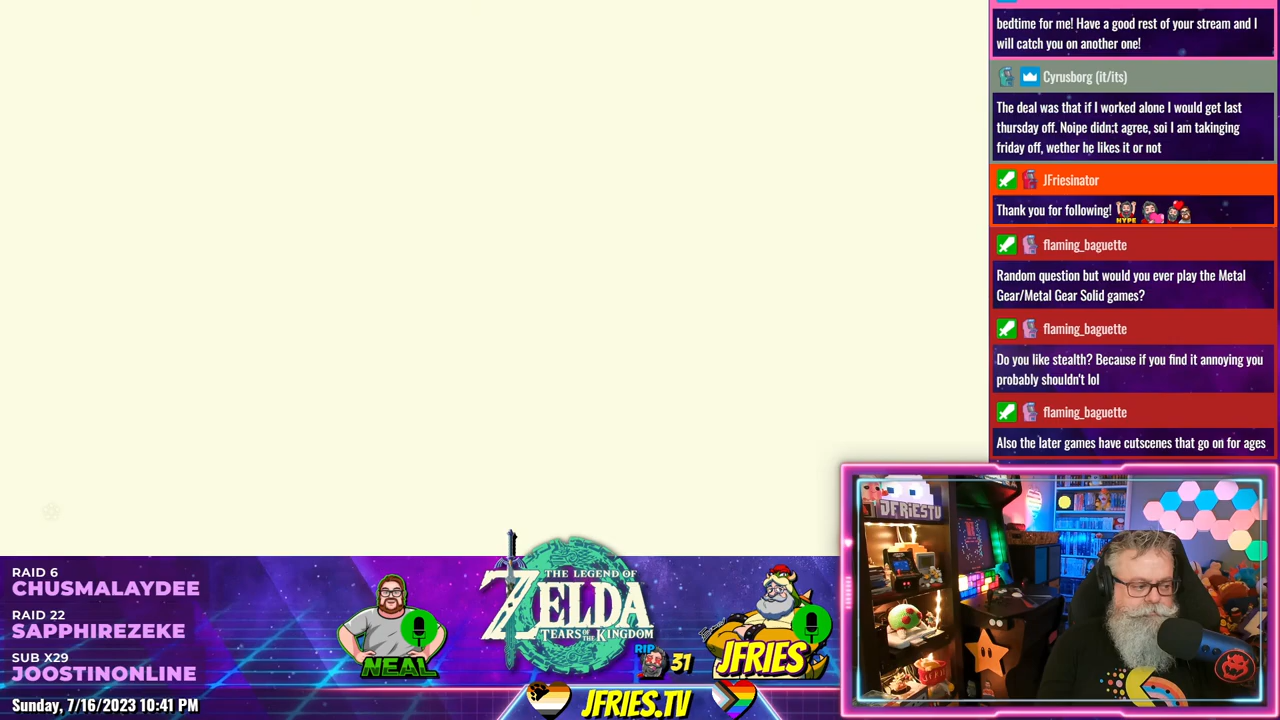 bedtime for me! Have a good rest of your stream and I
will catch you on another one!
Cyrusborg (it/its)
The deal was that if I worked alone I would get last
thursday off. Noipe didn;t agree, soi I am takinging
friday off, wether he likes it or not
JFriesinator
Thank you for following!
HYPE
flaming_baguette
Random question but would you ever play the Metal
Gear/Metal Gear Solid games?
flaming_baguette
Do you like stealth? Because if you find it annoying you
probably shouldn't lol
flaming_baguette
Also the later games have cutscenes that go on for ages
JFRIESTV
RAID 6
CHUSMALAYDEE
RAID 22
SAPPHIREZEKE
SUB X29
JOOSTINONLINE
Sunday, 7/16/2023 10:41 PM
NEAL
THE LEGEND OF
ZELDA
TEARS OF THE KINGDOM
RIP
31
JFRIES
JFRIES.TV